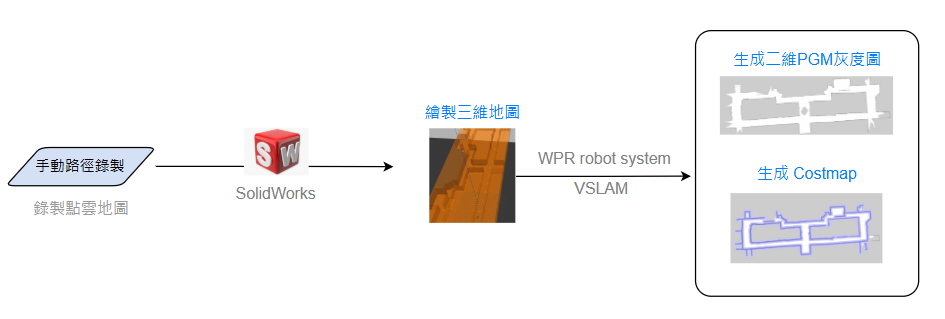 手動路徑錄製
錄製點雲地圖
SW
SolidWorks
繪製三維地圖
WPR robot system
VSLAM
生成二維PGM灰度圖
生成 Costmap